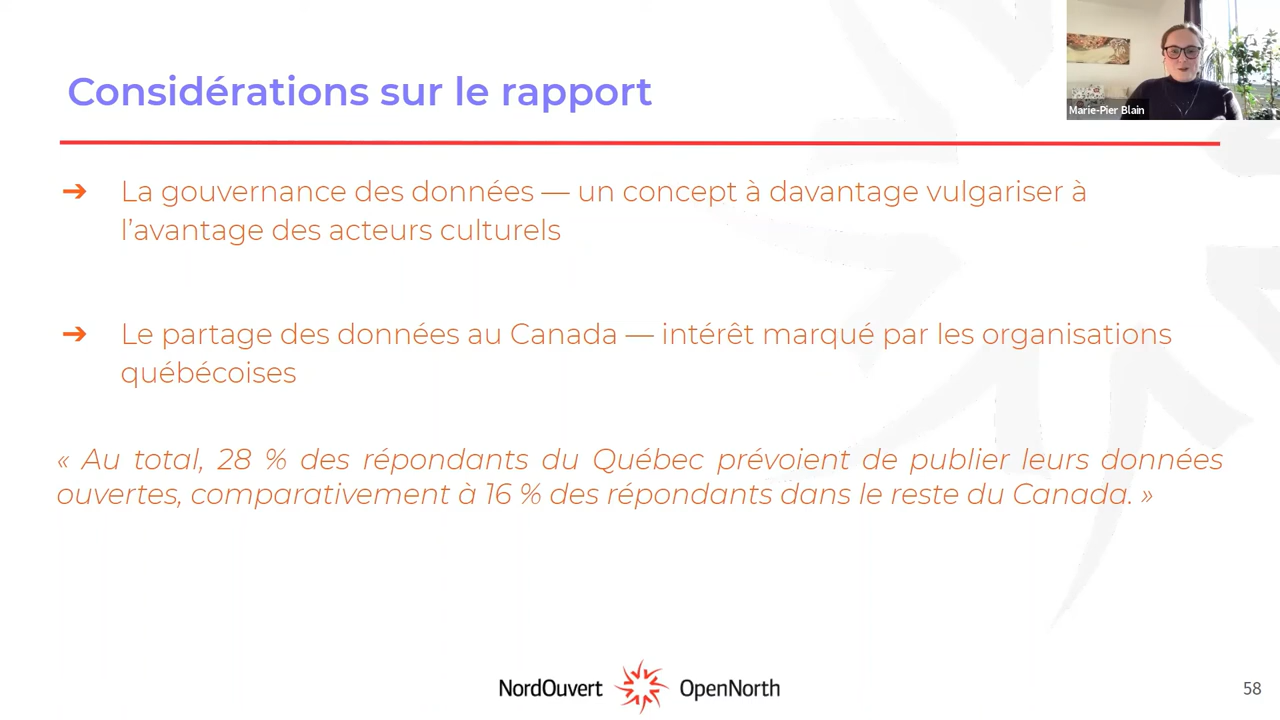 Considérations sur le rapport
Marie-Pier Blain
➔ La gouvernance des données — un concept à davantage vulgariser à
l’avantage des acteurs culturels
➔ Le partage des données au Canada — intérêt marqué par les organisations
québécoises
« Au total, 28 % des répondants du Québec prévoient de publier leurs données
ouvertes, comparativement à 16 % des répondants dans le reste du Canada. »
NordOuvert OpenNorth
58